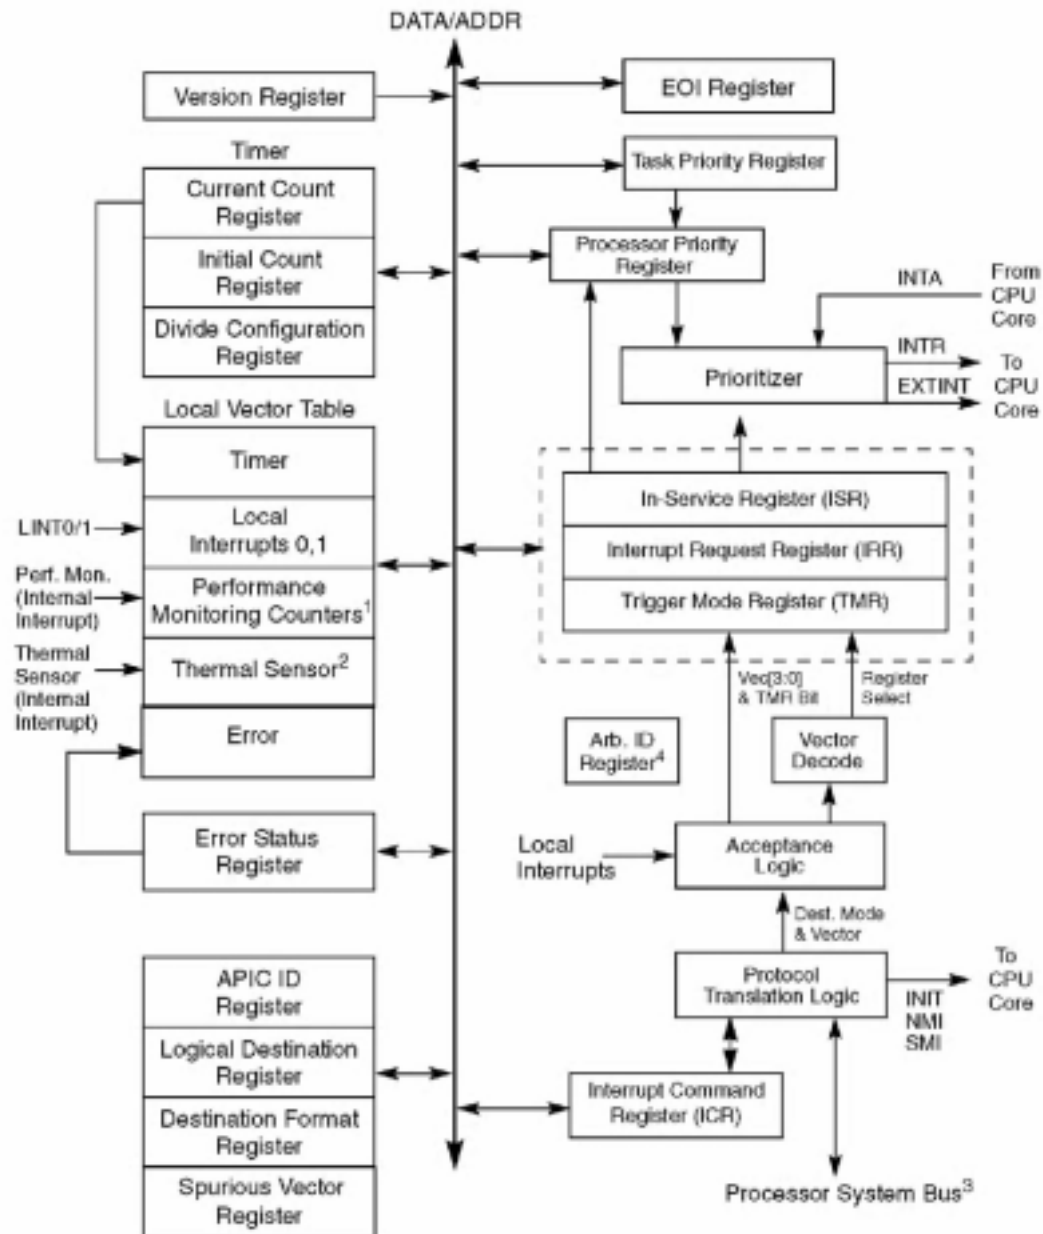 DATA/ADDR
Version Register
EOI Register
Timer
Task Priority Register
Current Count
Register
Initial Count
Register
Divide Configuration
Register
Processor Priority
Register
INTA
From
CPU
Core
Prioritizer
INTR
EXTINT
To
CPU
Core
Local Vector Table
Timer
Local
Interrupts 0,1
Performance
Monitoring Counters1
Thermal Sensor2
Error
LINT0/1
Perf. Mon.
(Internal
Interrupt)
Thermal
Sensor
(Internal
Interrupt)
In-Service Register (ISR)
Interrupt Request Register (IRR)
Trigger Mode Register (TMR)
Vec[3:0]
& TMR Bit
Register
Select
Arb. ID
Register4
Vector
Decode
Error Status
Register
Local
Interrupts
Acceptance
Logic
Dest. Mode
& Vector
Protocol
Translation Logic
INIT
NMI
SMI
To
CPU
Core
APIC ID
Register
Logical Destination
Register
Destination Format
Register
Spurious Vector
Register
Interrupt Command
Register (ICR)
Processor System Bus3